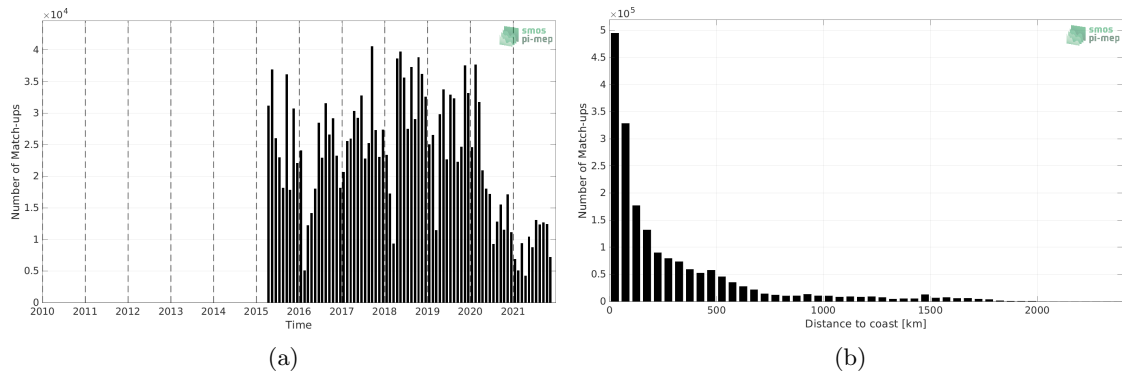 ×10⁴
4
3.5
3
2.5
2
1.5
1
0.5
0
Number of Match-ups
2010 2011 2012 2013 2014 2015 2016 2017 2018 2019 2020 2021
Time
smos
pi-mep
(a)
×10⁵
5
4.5
4
3.5
3
2.5
2
1.5
1
0.5
0
Number of Match-ups
0 500 1000 1500 2000
Distance to coast [km]
smos
pi-mep
(b)